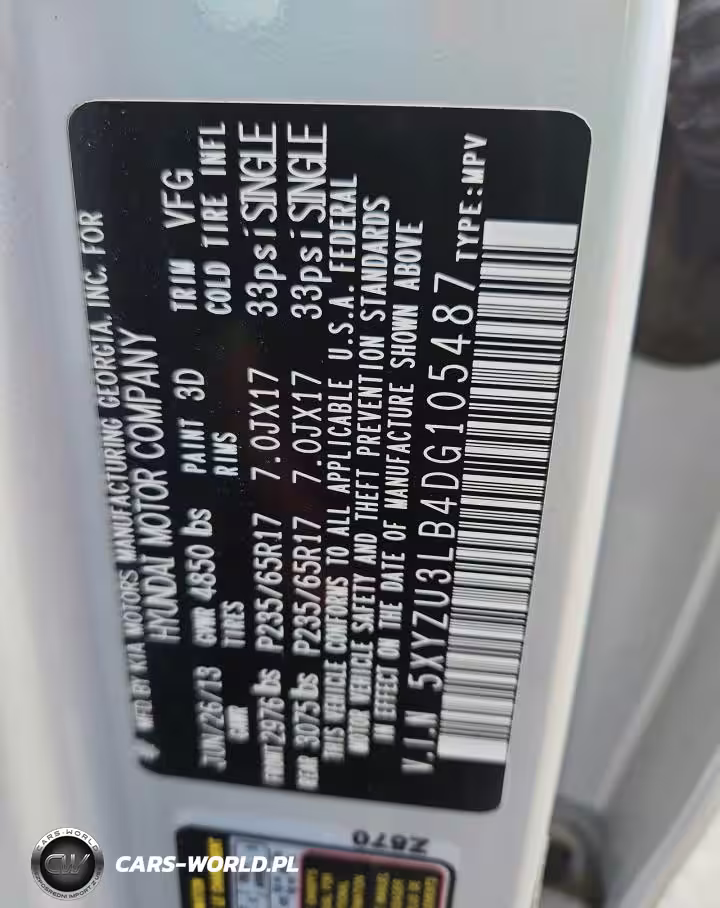 MFD BY KIA MOTORS MANUFACTURING GEORGIA, INC. FOR
HYUNDAI MOTOR COMPANY
JUN/26/13 GVWR 4850 lbs PAINT 3D TRIM VFG
GAWR TIRES RIMS COLD TIRE INFL
FRONT 2976 lbs P235/65R17 7.0JX17 33psi SINGLE
REAR 3075 lbs P235/65R17 7.0JX17 33psi SINGLE
THIS VEHICLE CONFORMS TO ALL APPLICABLE U.S.A. FEDERAL
MOTOR VEHICLE SAFETY AND THEFT PREVENTION STANDARDS
IN EFFECT ON THE DATE OF MANUFACTURE SHOWN ABOVE
V.I.N 5XYZU3LB4DG105487 TYPE:MPV
Z870
CARS-WORLD
CW
CARS-WORLD.PL